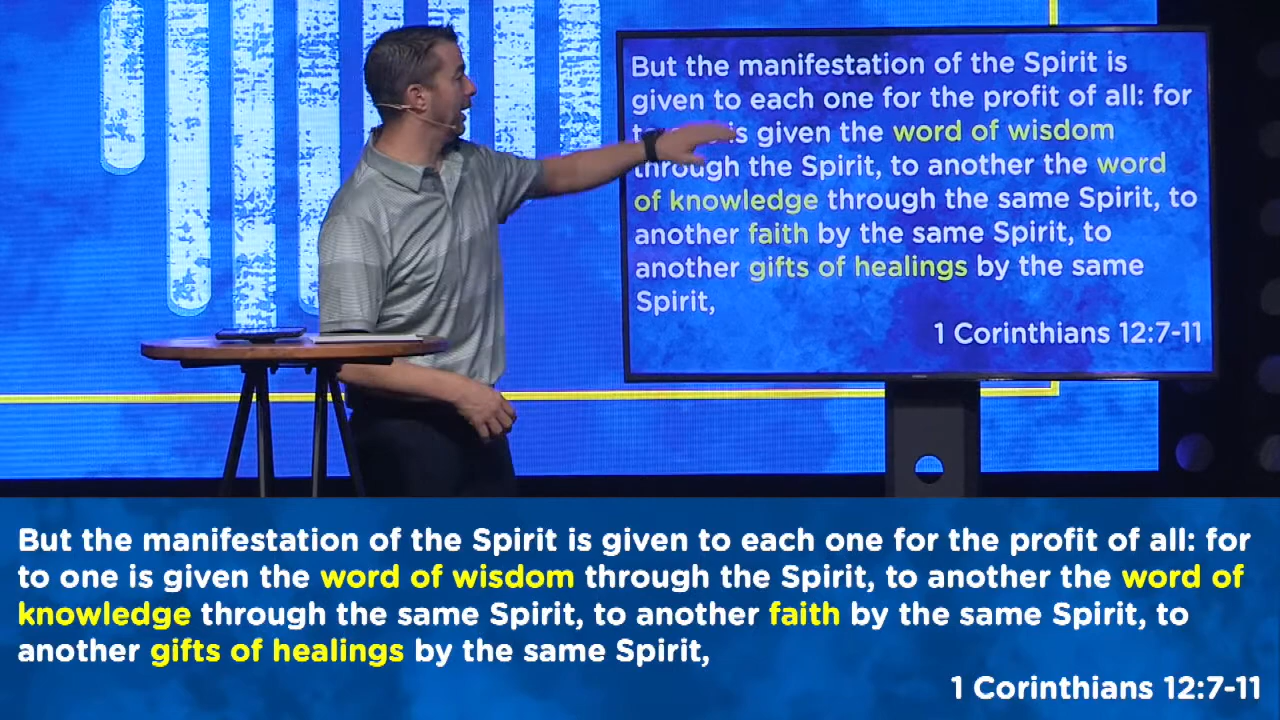 But the manifestation of the Spirit is
given to each one for the profit of all: for
is given the word of wisdom
through the Spirit, to another the word
of knowledge through the same Spirit, to
another faith by the same Spirit, to
another gifts of healings by the same
Spirit,
1 Corinthians 12:7-11
But the manifestation of the Spirit is given to each one for the profit of all: for
to one is given the word of wisdom through the Spirit, to another the word of
knowledge through the same Spirit, to another faith by the same Spirit, to
another gifts of healings by the same Spirit,
1 Corinthians 12:7-11